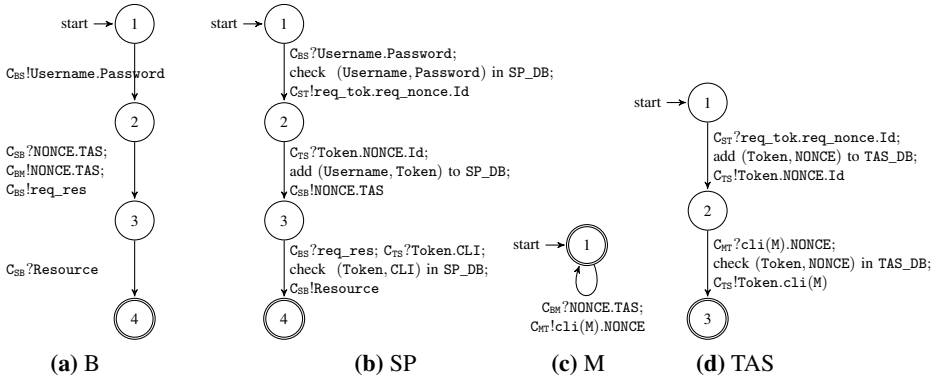 start
1
C_BS!Username.Password
2
C_SB?NONCE.TAS;
C_BM!NONCE.TAS;
C_BS!req_res
3
C_SB?Resource
4
(a) B
start
1
C_BS?Username.Password;
check (Username,Password) in SP_DB;
C_ST!req_tok.req_nonce.Id
2
C_TS?Token.NONCE.Id;
add (Username,Token) to SP_DB;
C_SB!NONCE.TAS
3
C_BS?req_res; C_TS?Token.CLI;
check (Token,CLI) in SP_DB;
C_SB!Resource
4
(b) SP
start
1
C_BM?NONCE.TAS;
C_MT!cli(M).NONCE
(c) M
start
1
C_ST?req_tok.req_nonce.Id;
add (Token,NONCE) to TAS_DB;
C_TS!Token.NONCE.Id
2
C_MT?cli(M).NONCE;
check (Token,NONCE) in TAS_DB;
C_TS!Token.cli(M)
3
(d) TAS